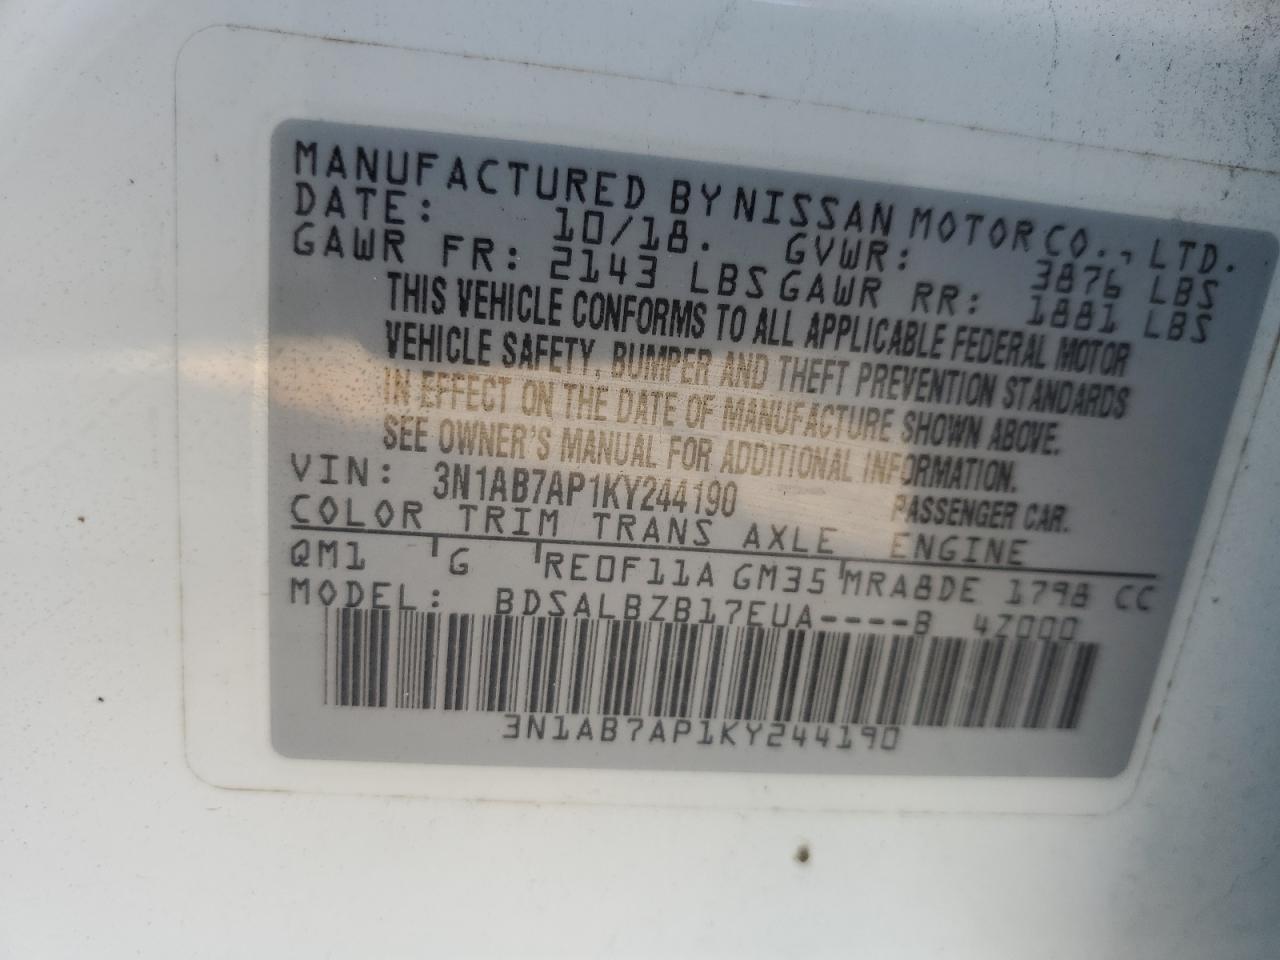 MANUFACTURED BY NISSAN MOTOR CO., LTD.
DATE: 10/18. GVWR: 3876 LBS
GAWR FR: 2143 LBS GAWR RR: 1881 LBS
THIS VEHICLE CONFORMS TO ALL APPLICABLE FEDERAL MOTOR
VEHICLE SAFETY, BUMPER AND THEFT PREVENTION STANDARDS
IN EFFECT ON THE DATE OF MANUFACTURE SHOWN ABOVE.
SEE OWNER'S MANUAL FOR ADDITIONAL INFORMATION.
VIN: 3N1AB7AP1KY244190 PASSENGER CAR.
COLOR TRIM TRANS AXLE ENGINE
QM1 G RE0F11A GM35 MRA8DE 1798 CC
MODEL: BDSALBZB17EUA----B 4Z000
3N1AB7AP1KY244190